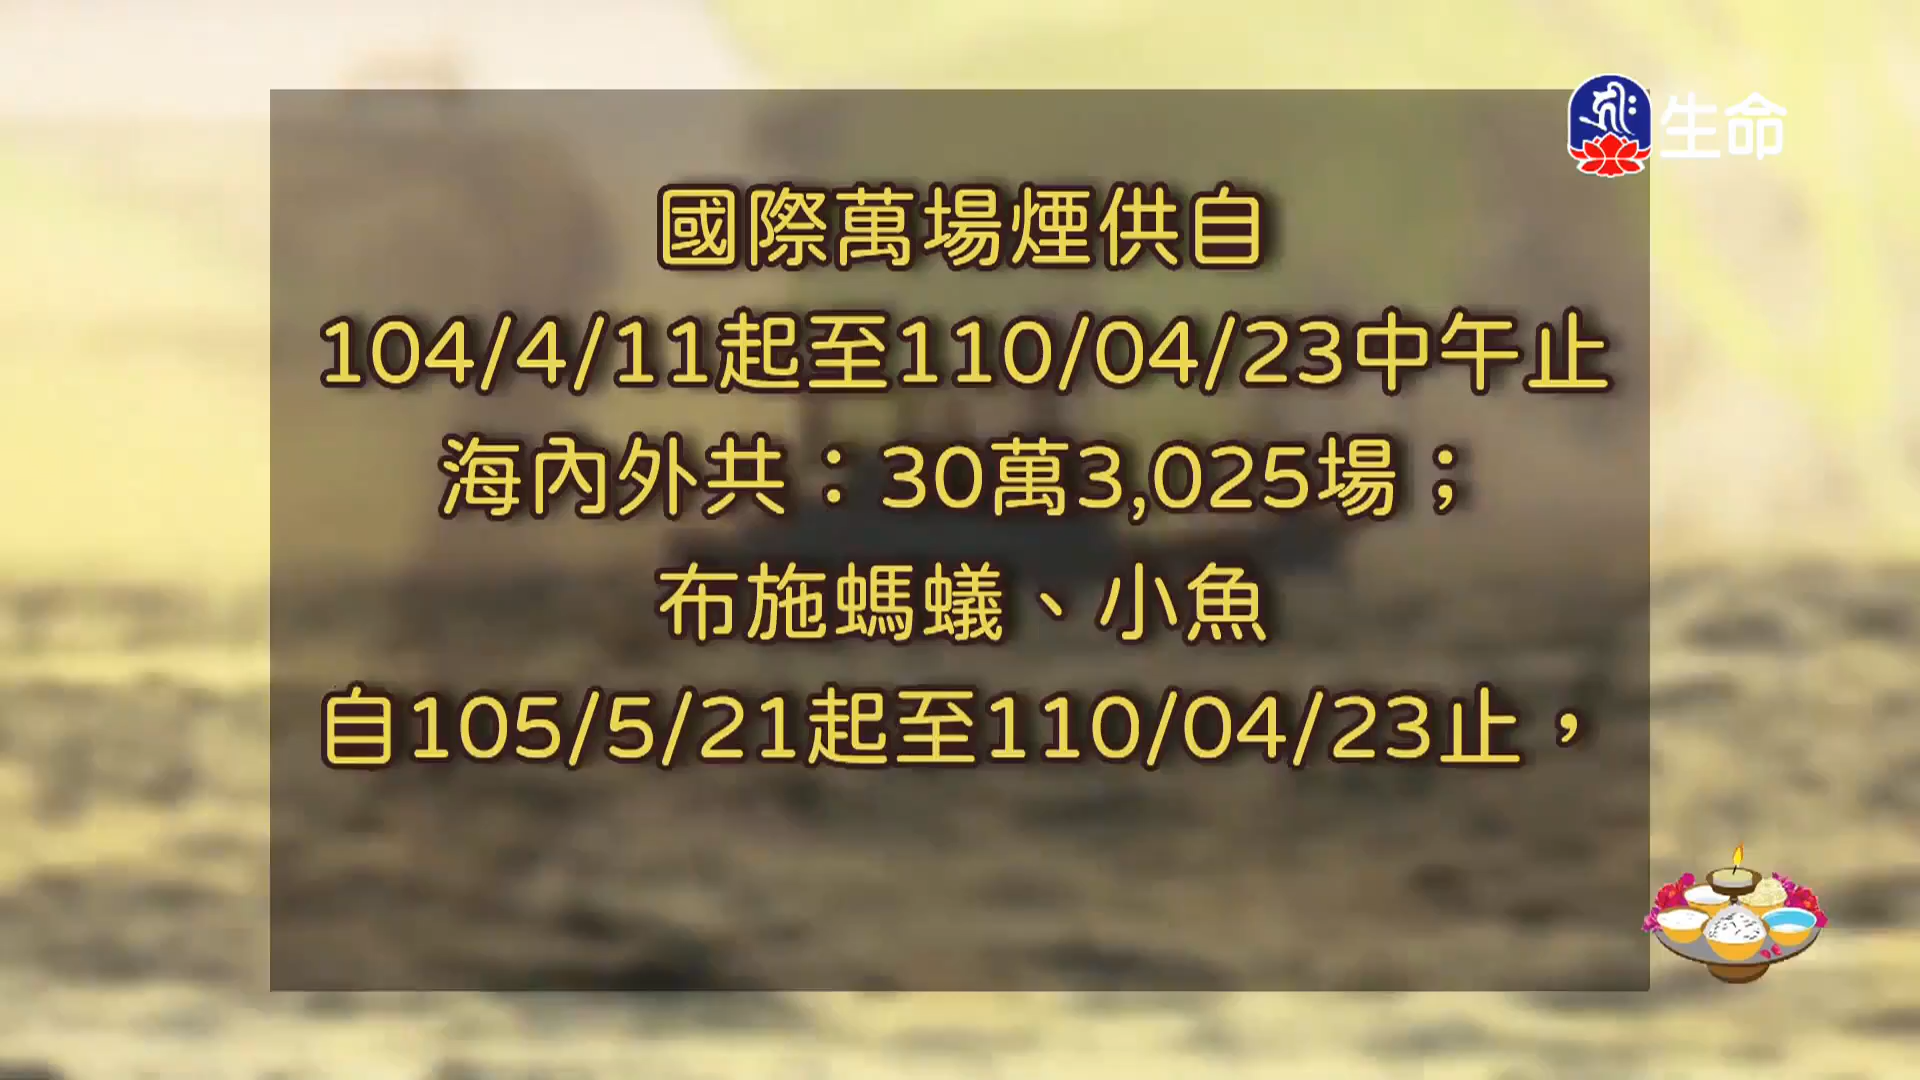 生命
國際萬場煙供自
104/4/11起至110/04/23中午止
海內外共：30萬3,025場；
布施螞蟻、小魚
自105/5/21起至110/04/23止，